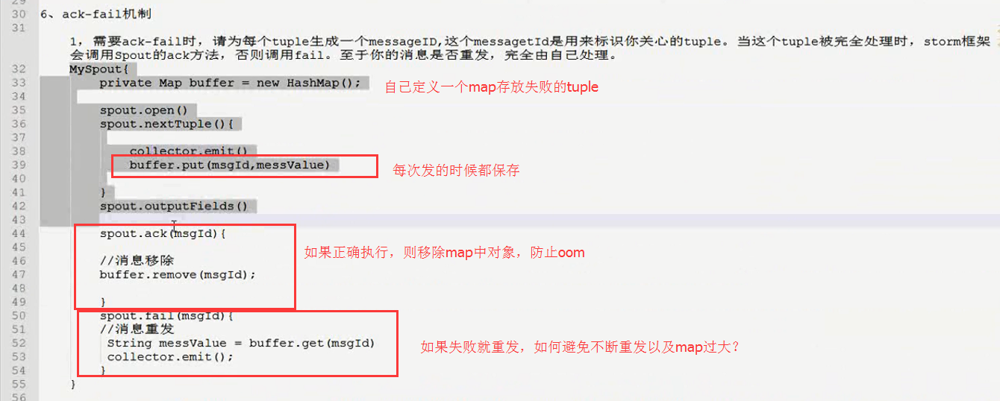 29
30 6、ack-fail机制
31
1，需要ack-fail时，请为每个tuple生成一个messageID,这个messagetId是用来标识你关心的tuple。当这个tuple被完全处理时，storm框架
会调用Spout的ack方法，否则调用fail。至于你的消息是否重发，完全由自己处理。
32 MySpout{
33 private Map buffer = new HashMap(); 自己定义一个map存放失败的tuple
34
35 spout.open()
36 spout.nextTuple(){
37
38 collector.emit()
39 buffer.put(msgId,messValue) 每次发的时候都保存
40
41 }
42 spout.outputFields()
43
44 spout.ack(msgId){
45 如果正确执行，则移除map中对象，防止oom
46 //消息移除
47 buffer.remove(msgId);
48
49 }
50 spout.fail(msgId){
51 //消息重发
52 String messValue = buffer.get(msgId) 如果失败就重发，如何避免不断重发以及map过大？
53 collector.emit();
54 }
55 }
56